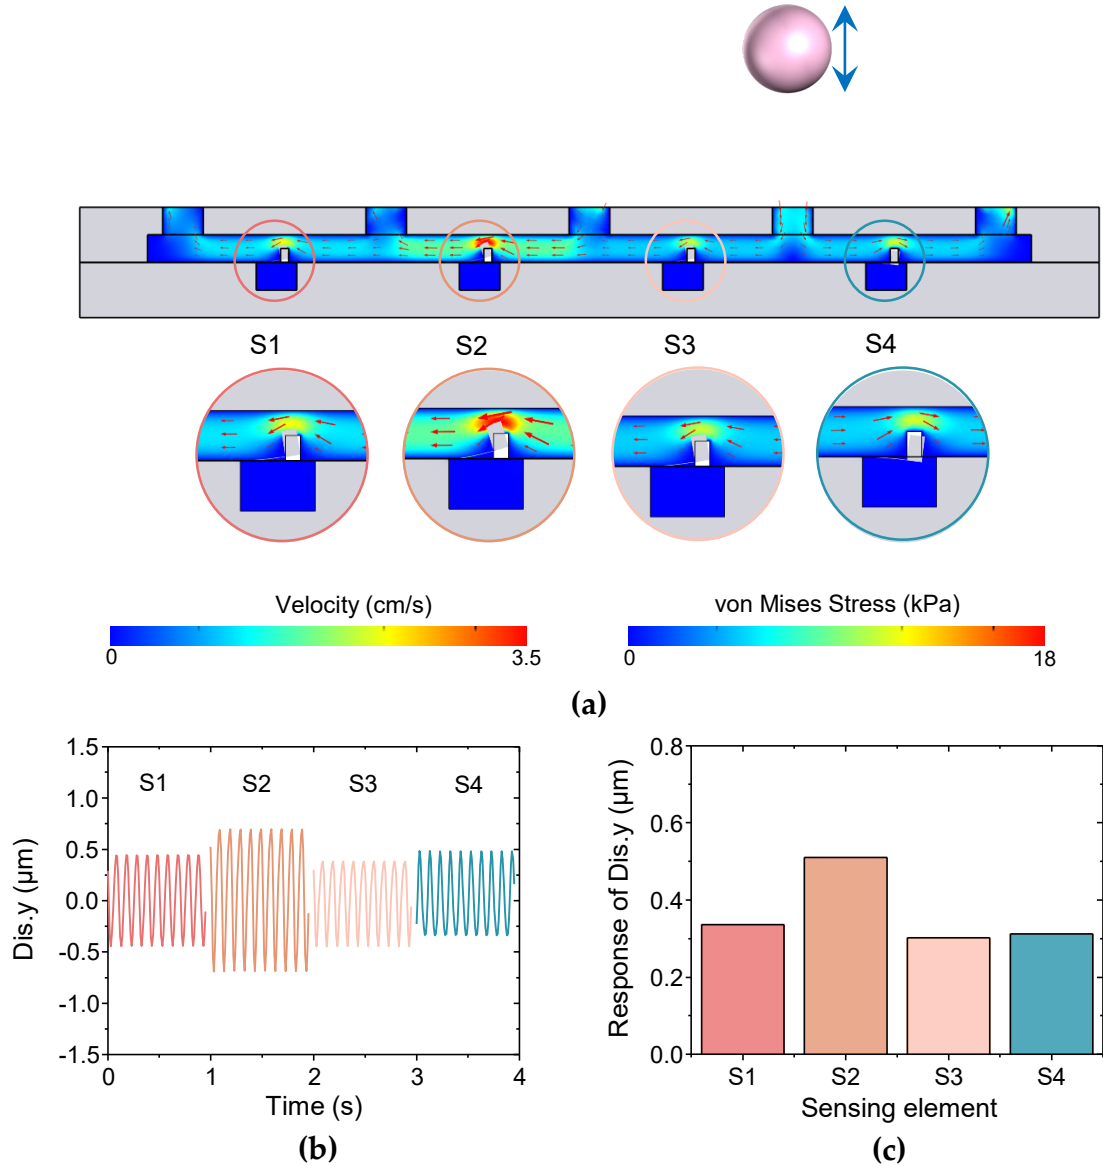 S1 S2 S3 S4
Velocity (cm/s) von Mises Stress (kPa)
0 3.5 0 18
(a)
1.5
1.0
0.5
0.0
-0.5
-1.0
-1.5
Dis.y (μm)
S1 S2 S3 S4
0 1 2 3 4
Time (s)
(b)
0.8
0.6
0.4
0.2
0.0
Response of Dis.y (μm)
S1 S2 S3 S4
Sensing element
(c)